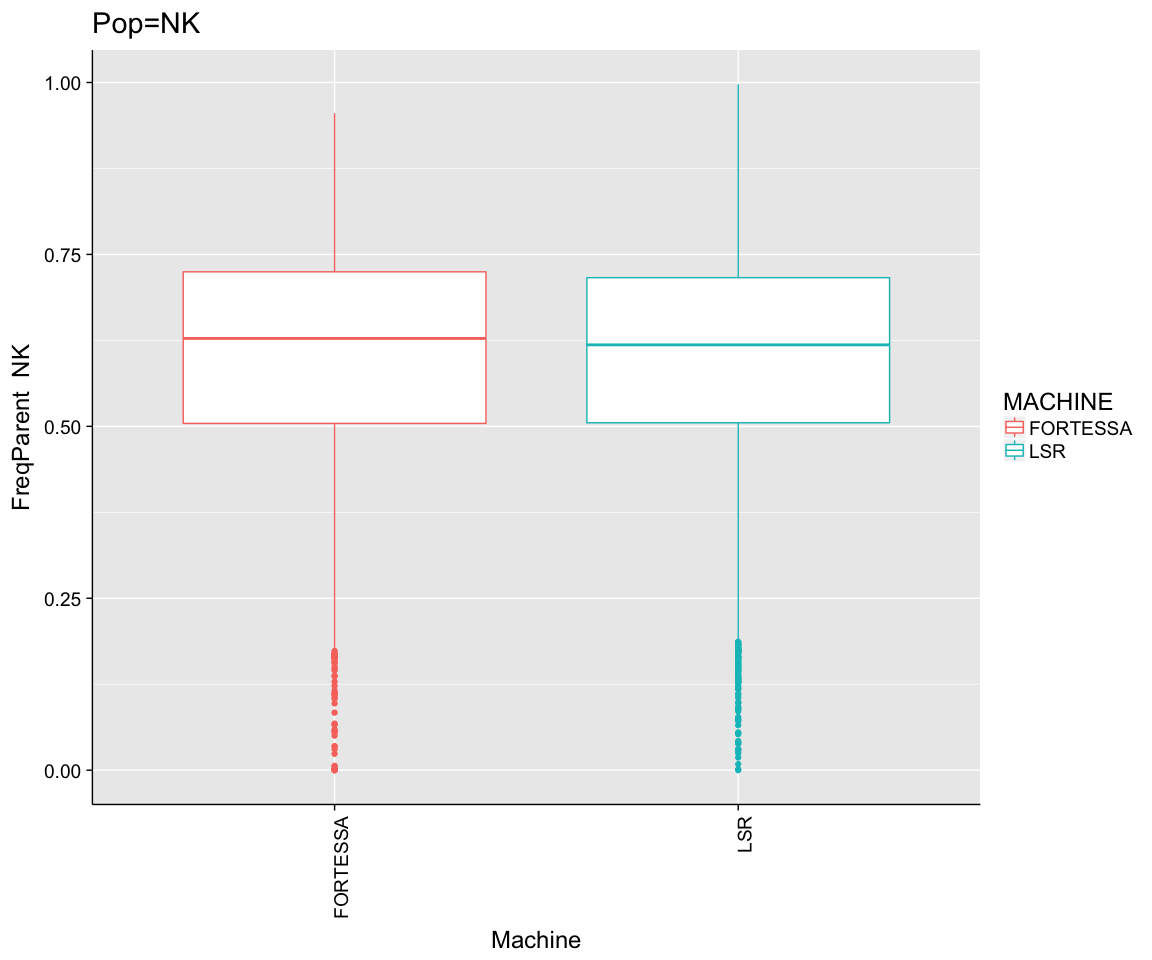 Pop=NK
1.00
0.75
0.50
0.25
0.00
FreqParent  NK
FORTESSA
LSR
Machine
MACHINE
FORTESSA
LSR